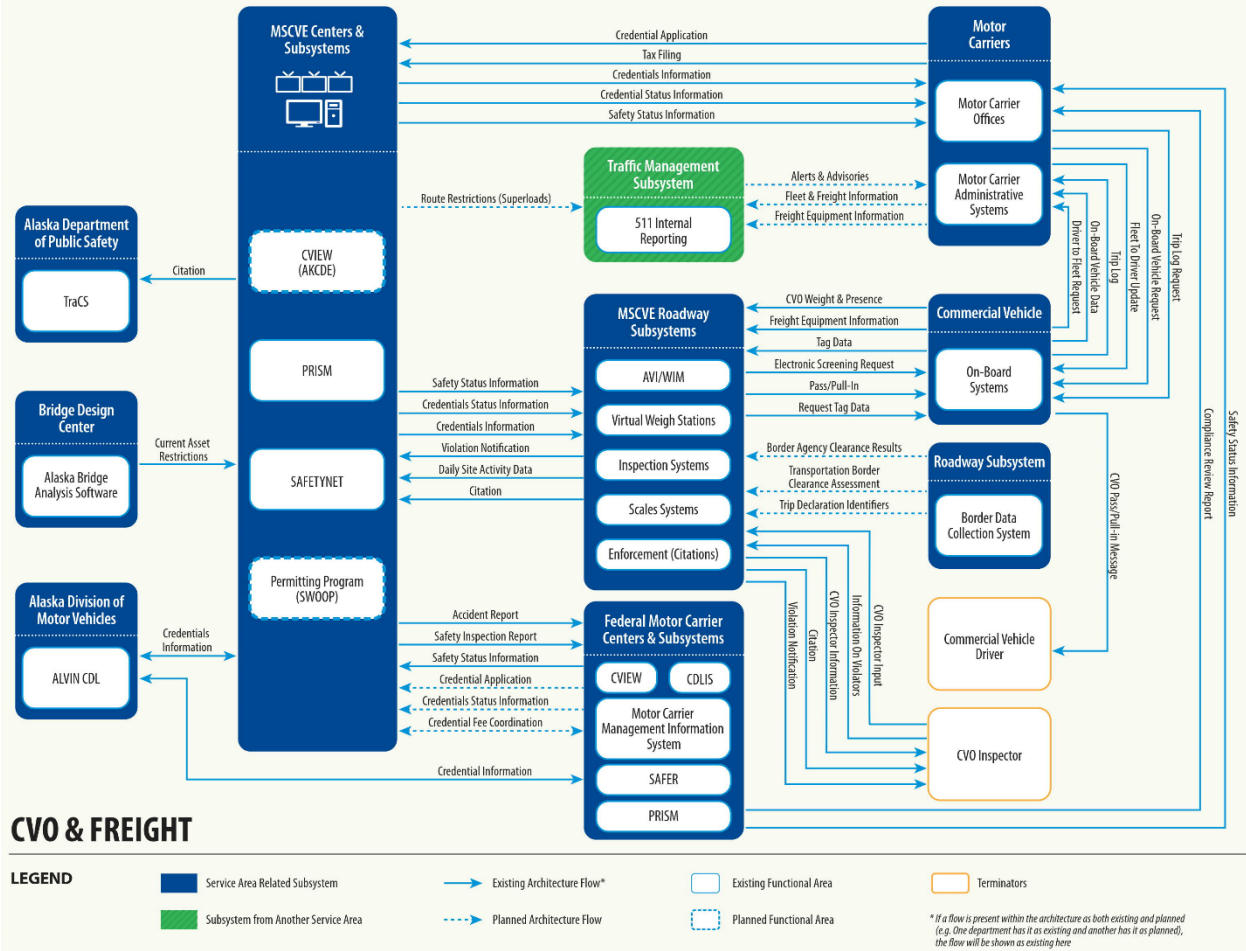 MSCVE Centers &
Subsystems
CVIEW
(AKCDE)
PRISM
SAFETYNET
Permitting Program
(SWOOP)
Credential Application
Tax Filing
Credentials Information
Credential Status Information
Safety Status Information
Motor
Carriers
Motor Carrier
Offices
Motor Carrier
Administrative
Systems
Traffic Management
Subsystem
511 Internal
Reporting
Route Restrictions (Superloads)
Alerts & Advisories
Fleet & Freight Information
Freight Equipment Information
Alaska Department
of Public Safety
TraCS
Citation
Bridge Design
Center
Alaska Bridge
Analysis Software
Current Asset
Restrictions
Alaska Division of
Motor Vehicles
ALVIN CDL
Credentials
Information
MSCVE Roadway
Subsystems
AVI/WIM
Virtual Weigh Stations
Inspection Systems
Scales Systems
Enforcement (Citations)
Safety Status Information
Credentials Status Information
Credentials Information
Violation Notification
Daily Site Activity Data
Citation
CVO Weight & Presence
Freight Equipment Information
Tag Data
Electronic Screening Request
Pass/Pull-In
Request Tag Data
Commercial Vehicle
On-Board
Systems
Driver to Fleet Request
On-Board Vehicle Data
Trip Log
Fleet To Driver Update
On-Board Vehicle Request
Trip Log Request
Border Agency Clearance Results
Transportation Border
Clearance Assessment
Trip Declaration Identifiers
Roadway Subsystem
Border Data
Collection System
CVO Pass/Pull-in Message
Compliance Review Report
Safety Status Information
Violation Notification
Citation
CVO Inspector Information
Information On Violators
CVO Inspector Input
Commercial Vehicle
Driver
CVO Inspector
Federal Motor Carrier
Centers & Subsystems
CVIEW
CDLIS
Motor Carrier
Management Information
System
SAFER
PRISM
Accident Report
Safety Inspection Report
Safety Status Information
Credential Application
Credentials Status Information
Credential Fee Coordination
Credential Information
CVO & FREIGHT
LEGEND
Service Area Related Subsystem
Existing Architecture Flow*
Existing Functional Area
Terminators
Subsystem from Another Service Area
Planned Architecture Flow
Planned Functional Area
* If a flow is present within the architecture as both existing and planned
(e.g. One department has it as existing and another has it as planned),
the flow will be shown as existing here